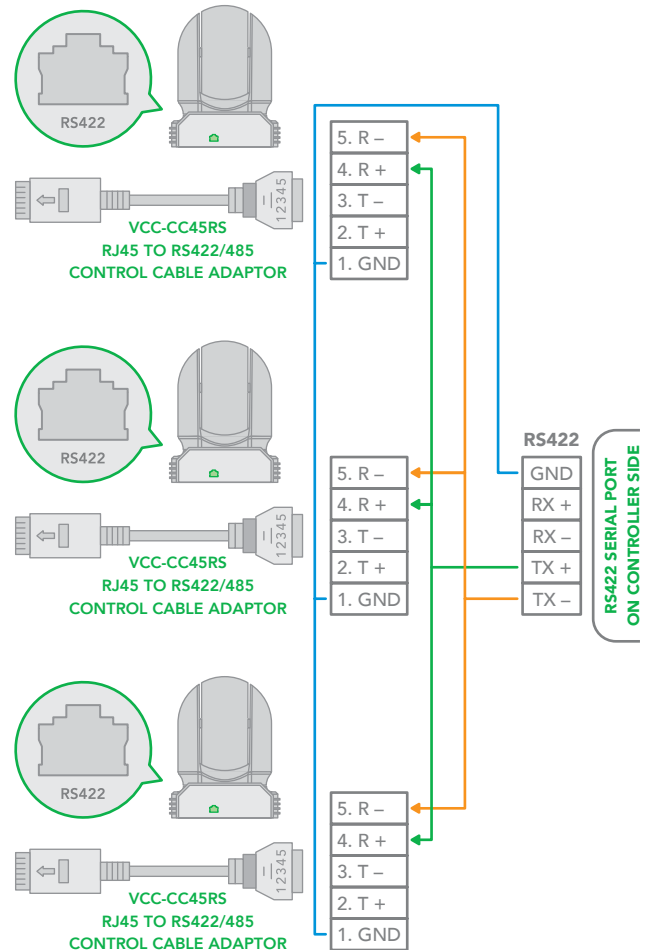 RS422
12345
VCC-CC45RS
RJ45 TO RS422/485
CONTROL CABLE ADAPTOR
5. R –
4. R +
3. T –
2. T +
1. GND
RS422
12345
VCC-CC45RS
RJ45 TO RS422/485
CONTROL CABLE ADAPTOR
5. R –
4. R +
3. T –
2. T +
1. GND
RS422
GND
RX +
RX –
TX +
TX –
RS422 SERIAL PORT
ON CONTROLLER SIDE
RS422
12345
VCC-CC45RS
RJ45 TO RS422/485
CONTROL CABLE ADAPTOR
5. R –
4. R +
3. T –
2. T +
1. GND